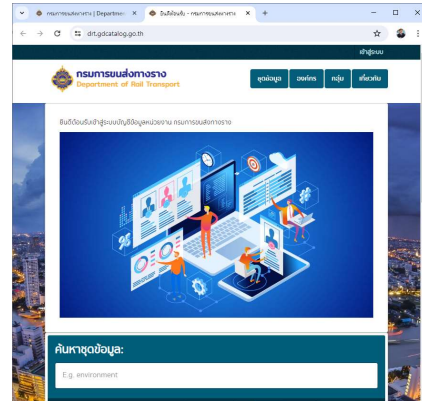 กรมการขนส่งทางราง | Departmen
ยินดีต้อนรับ - กรมการขนส่งทาง
drt.gdcatalog.go.th
เข้าสู่ระบบ
กรมการขนส่งทางราง
Department of Rail Transport
ชุดข้อมูล องค์กร กลุ่ม เกี่ยวกับ
ยินดีต้อนรับเข้าสู่ระบบบัญชีข้อมูลหน่วยงาน กรมการขนส่งทางราง
ค้นหาชุดข้อมูล:
E.g. environment